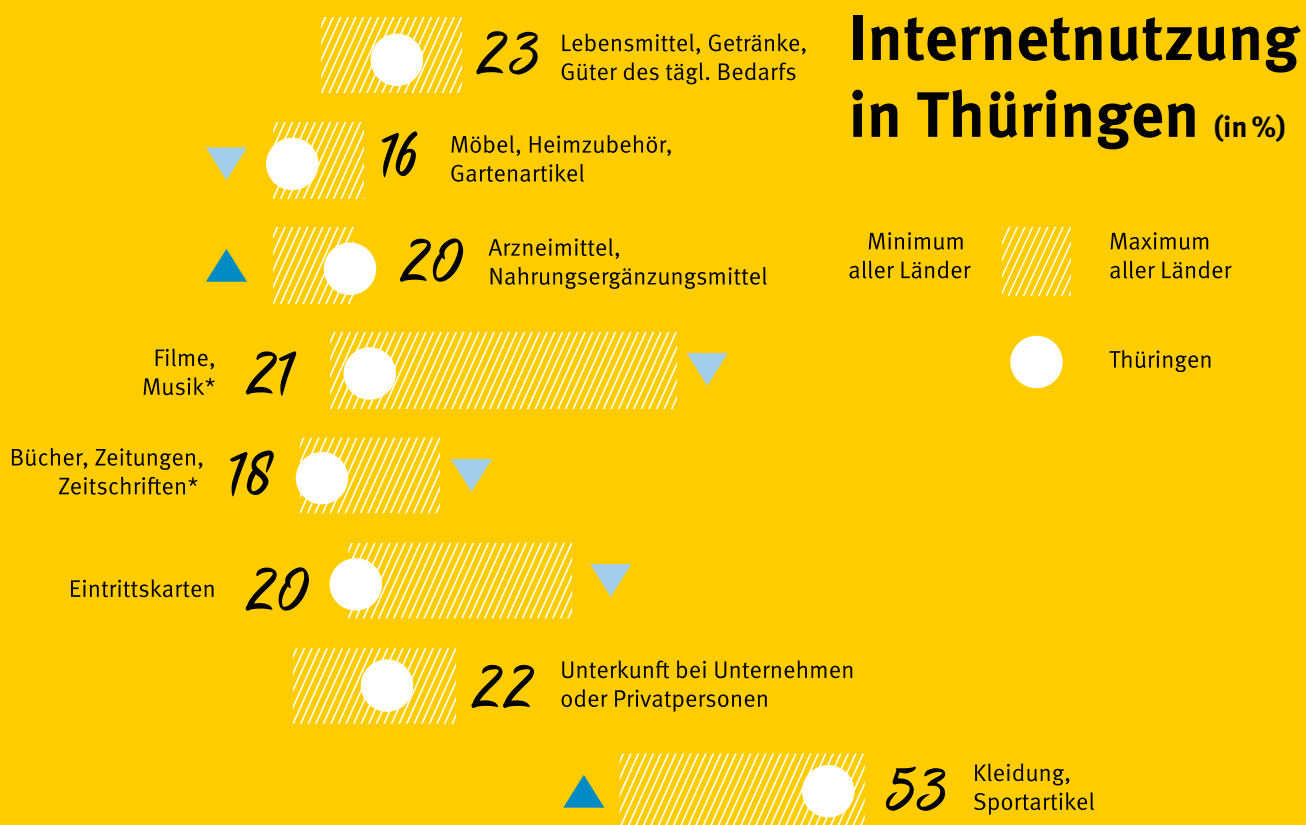 Internetnutzung
in Thüringen (in %)
23 Lebensmittel, Getränke,
Güter des tägl. Bedarfs
16 Möbel, Heimzubehör,
Gartenartikel
20 Arzneimittel,
Nahrungsergänzungsmittel
Minimum
aller Länder
Maximum
aller Länder
Thüringen
Filme,
Musik* 21
Bücher, Zeitungen,
Zeitschriften* 18
Eintrittskarten 20
22 Unterkunft bei Unternehmen
oder Privatpersonen
53 Kleidung,
Sportartikel